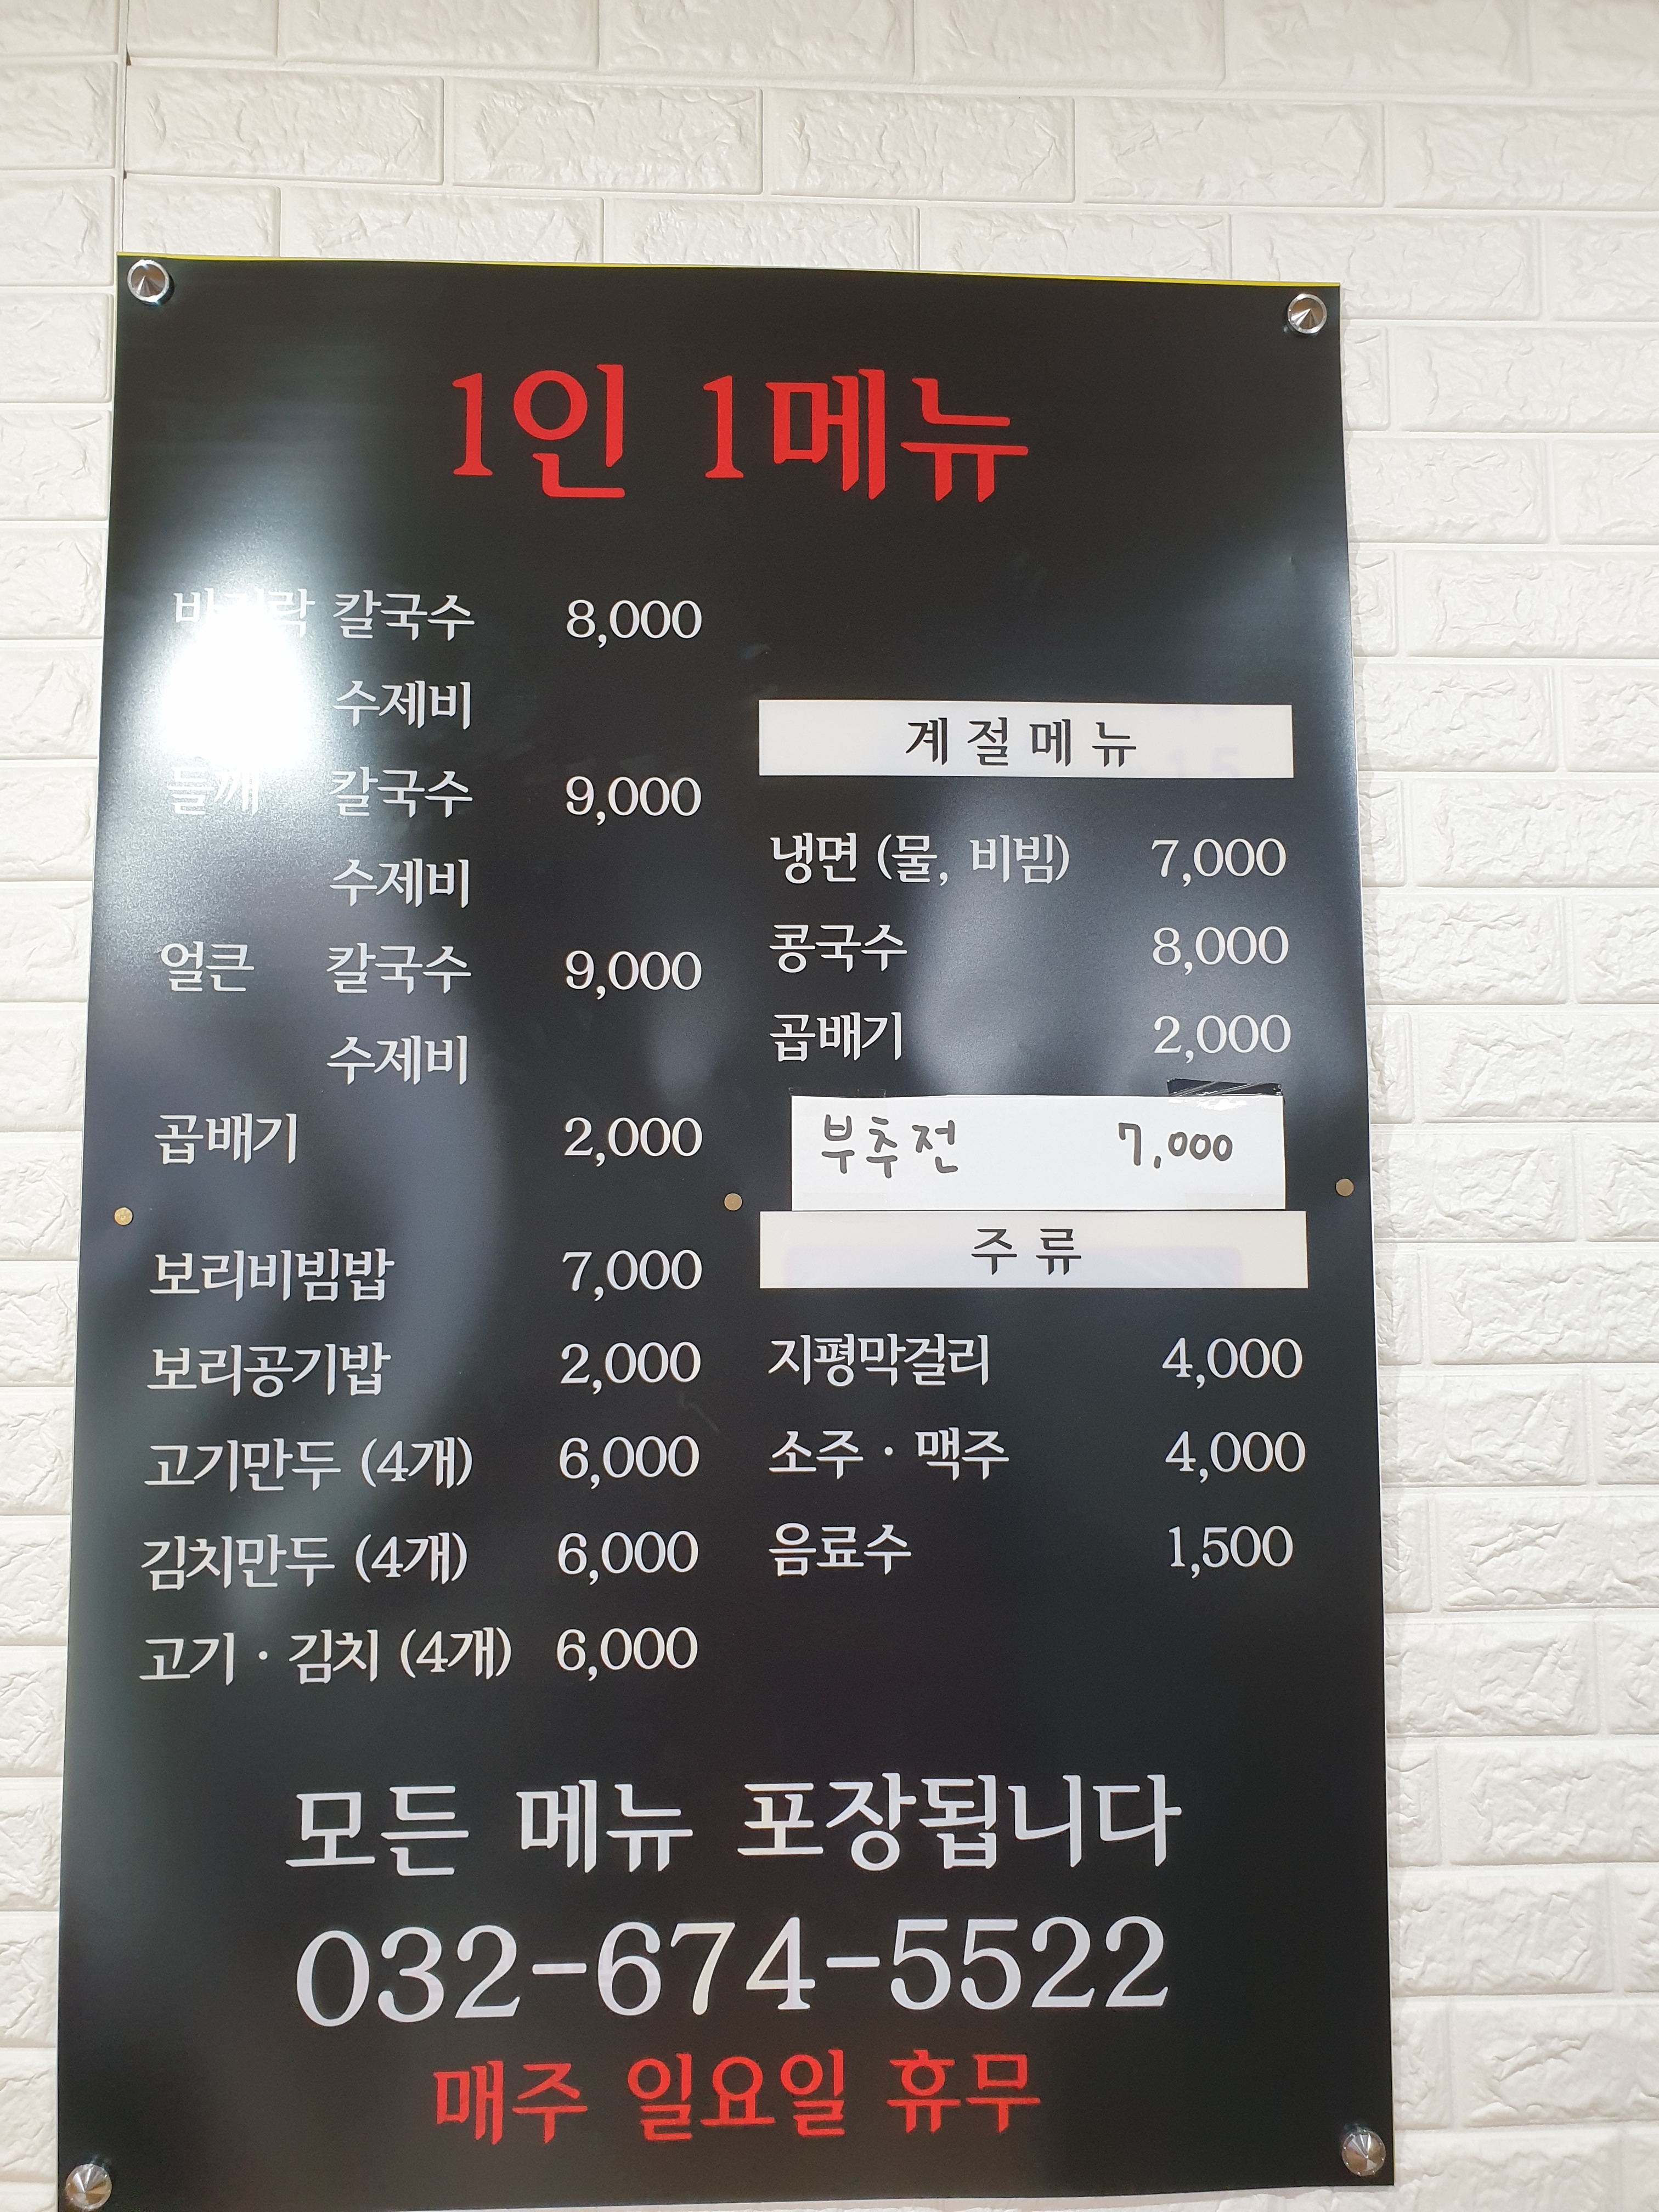 1인 1메뉴
바지락 칼국수 8,000
수제비
들깨 칼국수 9,000
수제비
얼큰 칼국수 9,000
수제비
곱배기 2,000
보리비빔밥 7,000
보리공기밥 2,000
고기만두 (4개) 6,000
김치만두 (4개) 6,000
고기 · 김치 (4개) 6,000
계절메뉴
냉면 (물, 비빔) 7,000
콩국수 8,000
곱배기 2,000
부추전 7,000
주류
지평막걸리 4,000
소주 · 맥주 4,000
음료수 1,500
모든 메뉴 포장됩니다
032-674-5522
매주 일요일 휴무